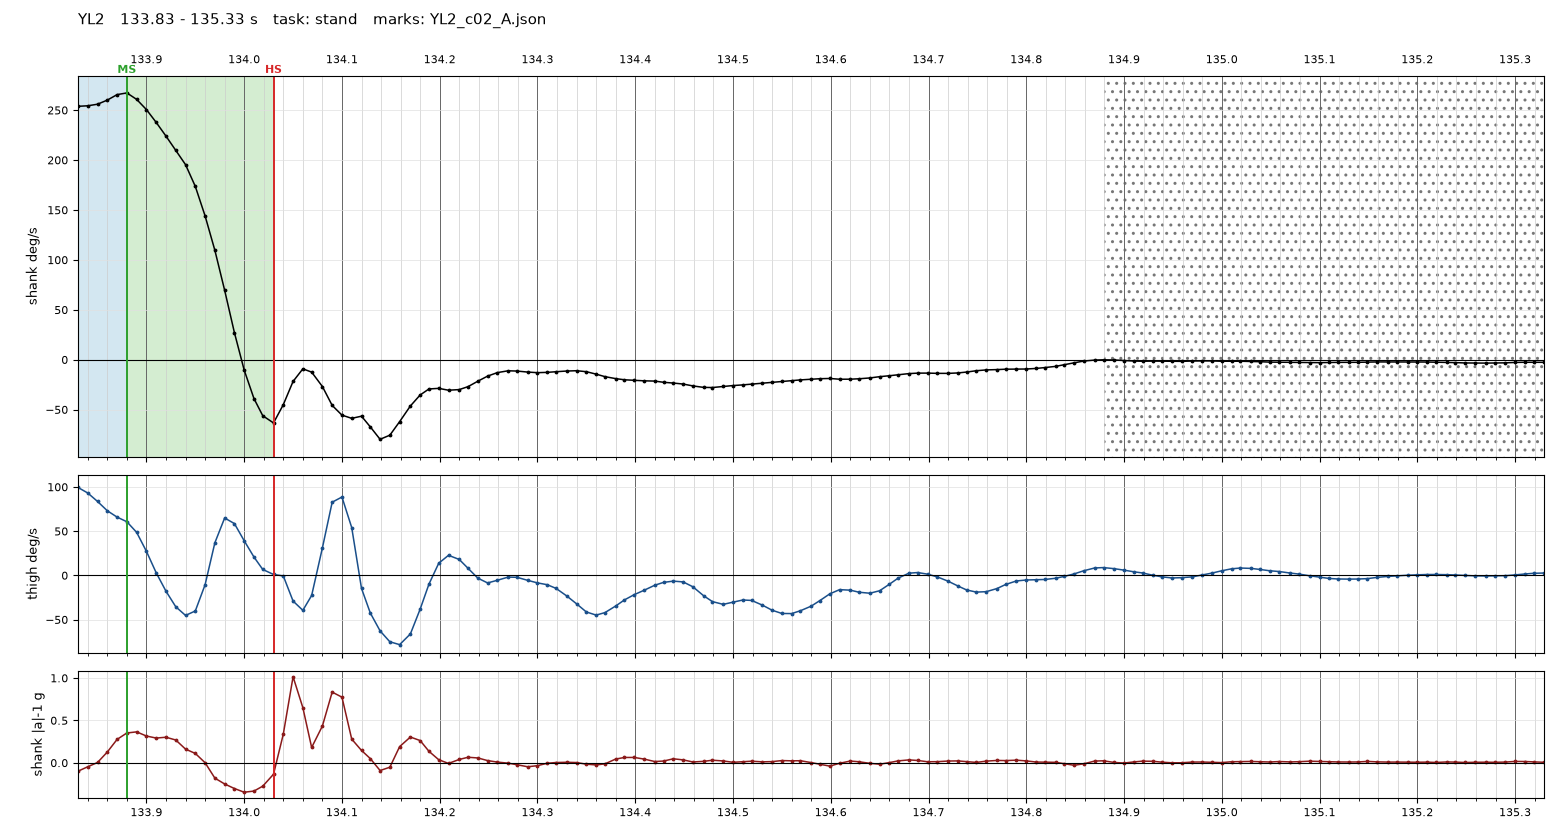 YL2 133.83 - 135.33 s task: stand marks: YL2_c02_A.json
133.9 134.0 134.1 134.2 134.3 134.4 134.5 134.6 134.7 134.8 134.9 135.0 135.1 135.2 135.3
MS HS
250
200
150
100
50
0
−50
shank deg/s
100
50
0
−50
thigh deg/s
1.0
0.5
0.0
shank |a|-1 g
133.9 134.0 134.1 134.2 134.3 134.4 134.5 134.6 134.7 134.8 134.9 135.0 135.1 135.2 135.3